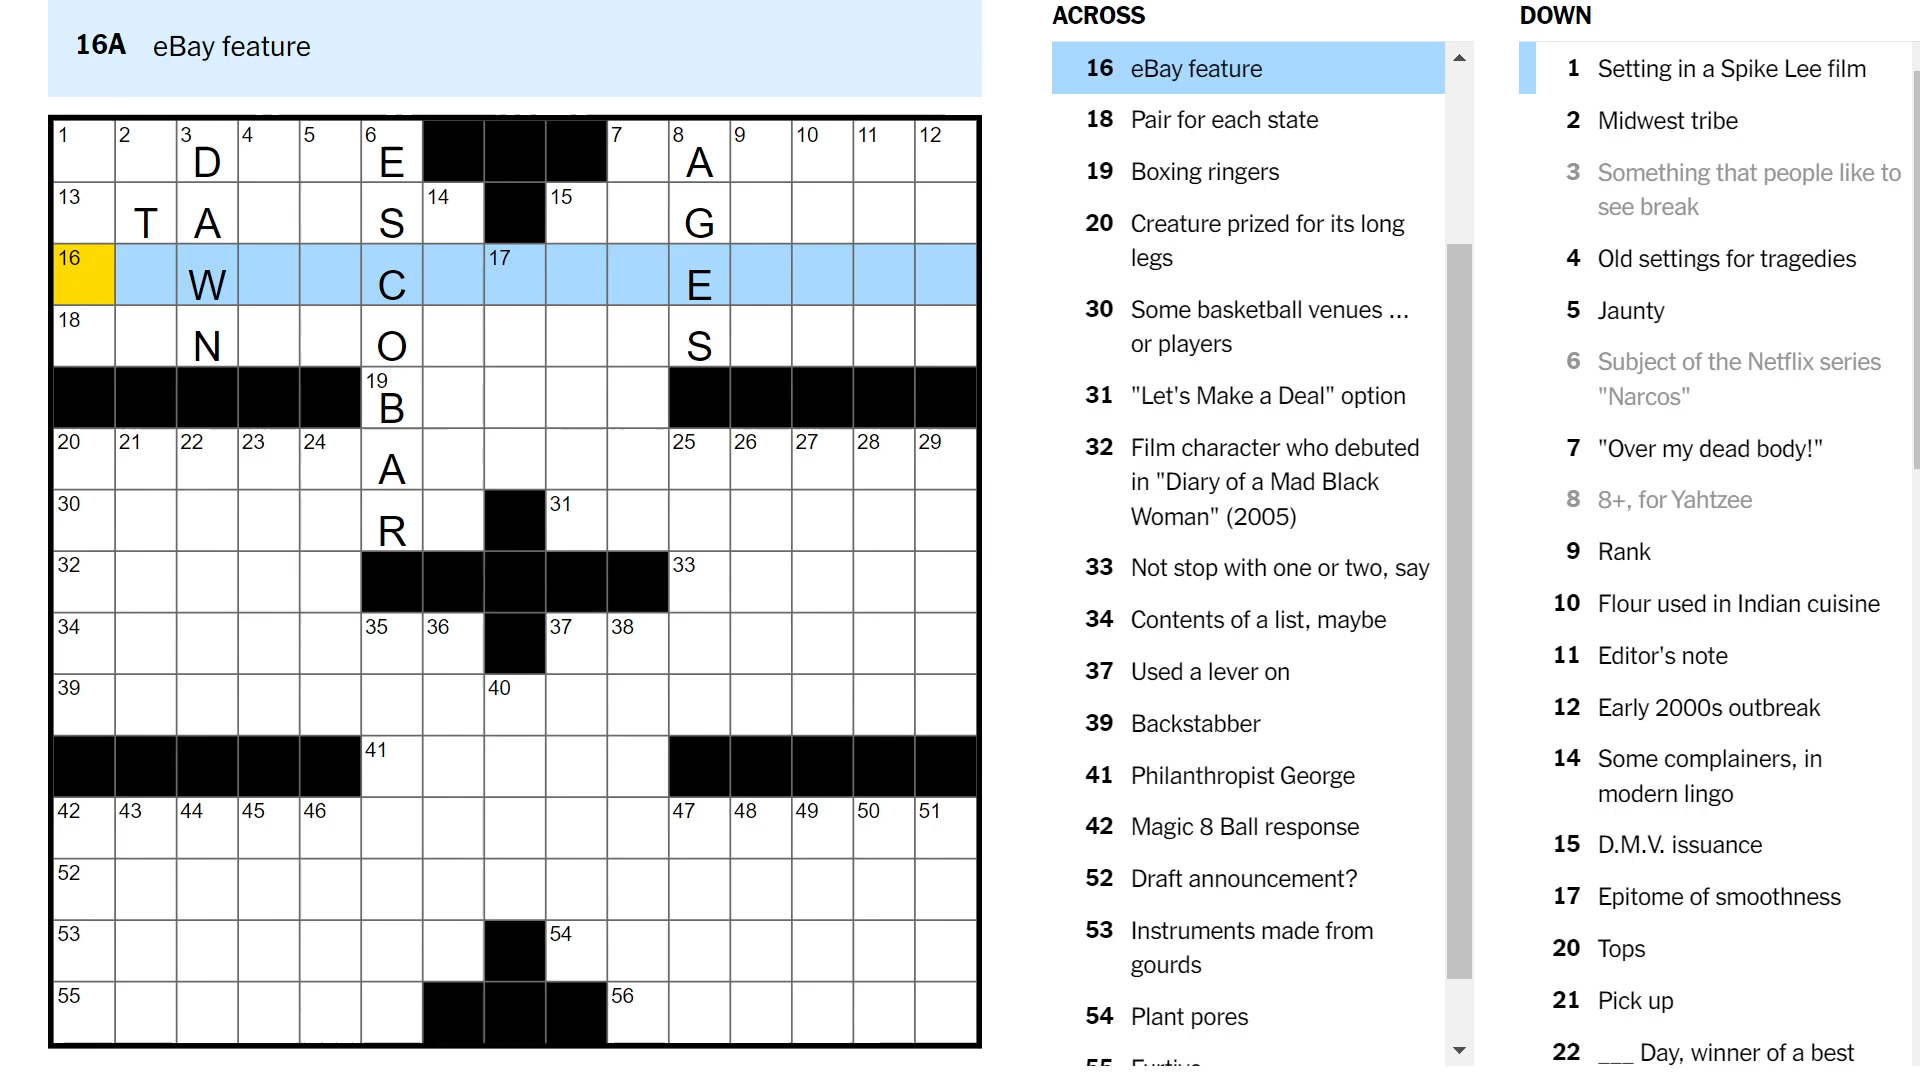 16A eBay feature
1 2 3 4 5 6 7 8 9 10 11 12
D E A
13 14 15
T A S G
16 17
W C E
18
N O S
19
B
20 21 22 23 24 25 26 27 28 29
A
30 31
R
32 33
34 35 36 37 38
39 40
41
42 43 44 45 46 47 48 49 50 51
52
53 54
55 56
ACROSS
16 eBay feature
18 Pair for each state
19 Boxing ringers
20 Creature prized for its long
legs
30 Some basketball venues ...
or players
31 "Let's Make a Deal" option
32 Film character who debuted
in "Diary of a Mad Black
Woman" (2005)
33 Not stop with one or two, say
34 Contents of a list, maybe
37 Used a lever on
39 Backstabber
41 Philanthropist George
42 Magic 8 Ball response
52 Draft announcement?
53 Instruments made from
gourds
54 Plant pores
55 Furtive
DOWN
1 Setting in a Spike Lee film
2 Midwest tribe
3 Something that people like to
see break
4 Old settings for tragedies
5 Jaunty
6 Subject of the Netflix series
"Narcos"
7 "Over my dead body!"
8 8+, for Yahtzee
9 Rank
10 Flour used in Indian cuisine
11 Editor's note
12 Early 2000s outbreak
14 Some complainers, in
modern lingo
15 D.M.V. issuance
17 Epitome of smoothness
20 Tops
21 Pick up
22 ___ Day, winner of a best